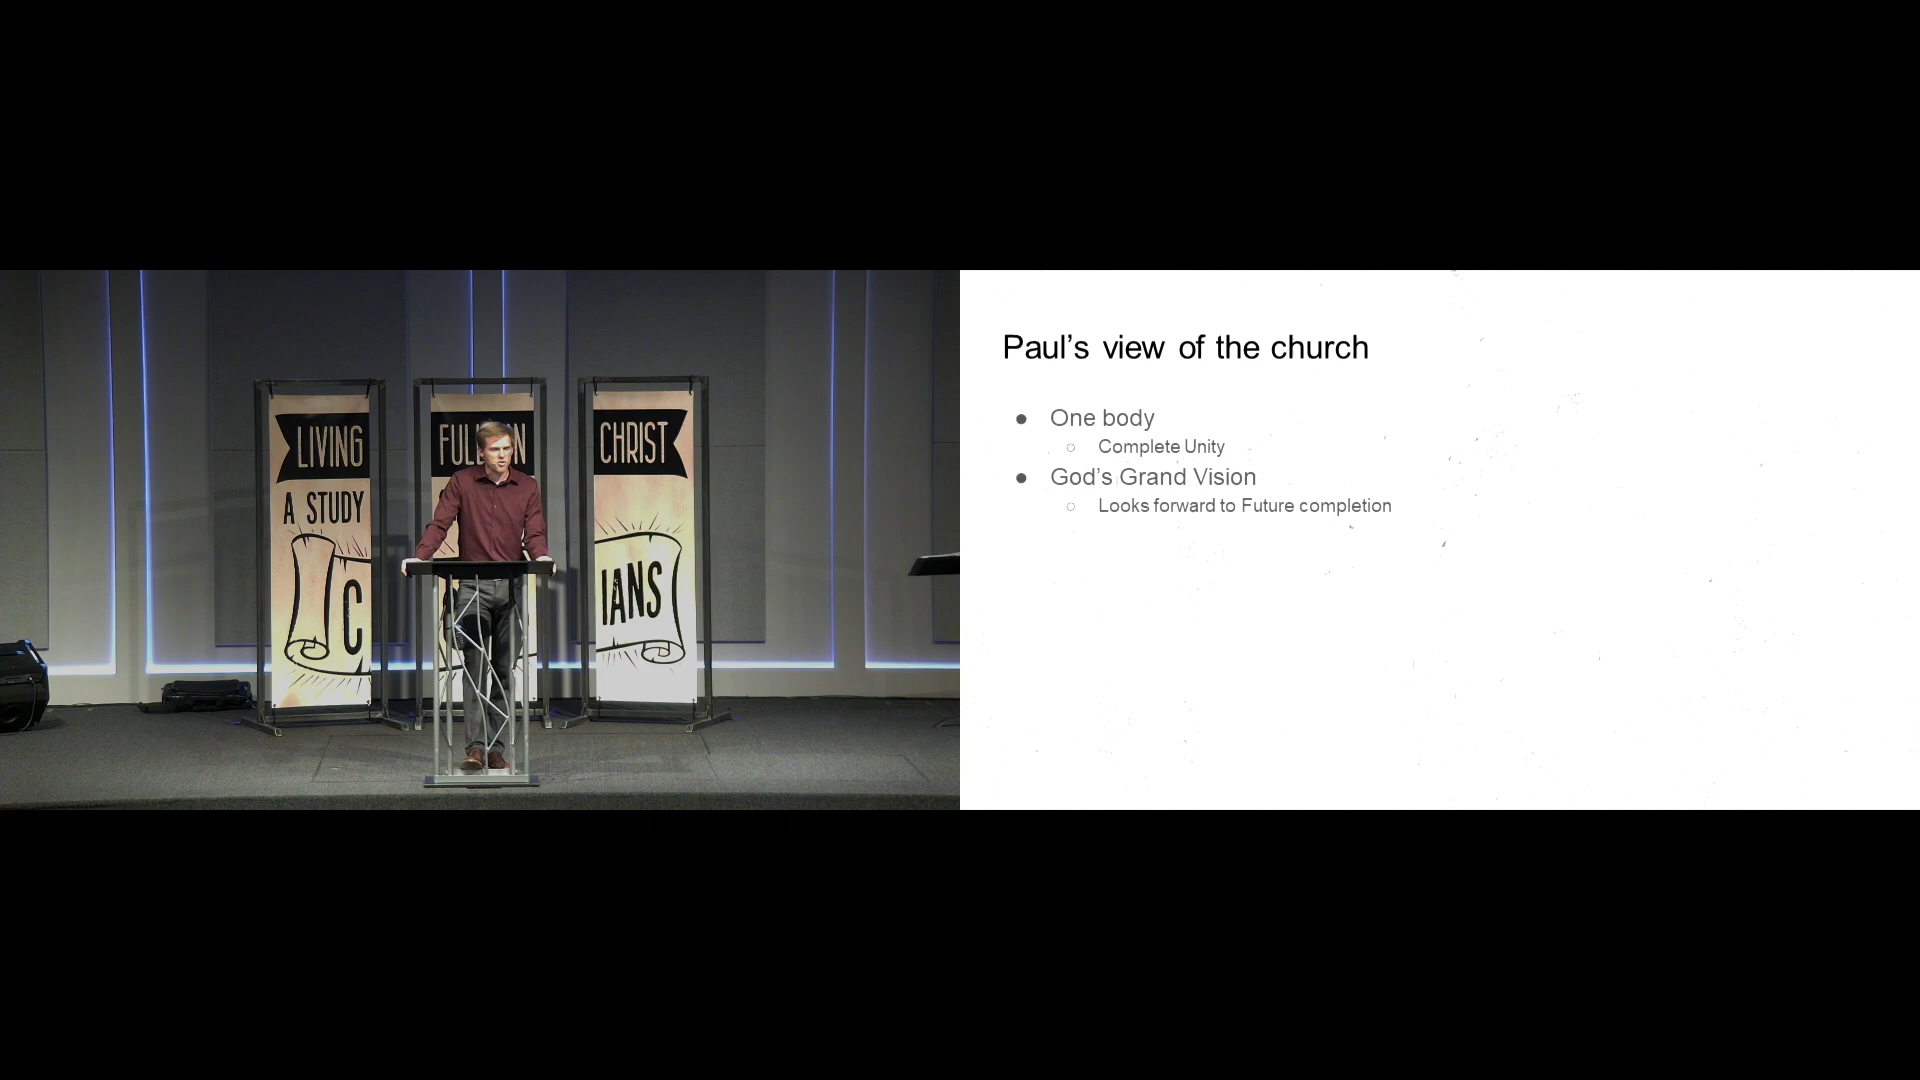 LIVING
FULL
N
CHRIST
A STUDY
C
IANS
Paul’s view of the church
● One body
○ Complete Unity
● God’s Grand Vision
○ Looks forward to Future completion